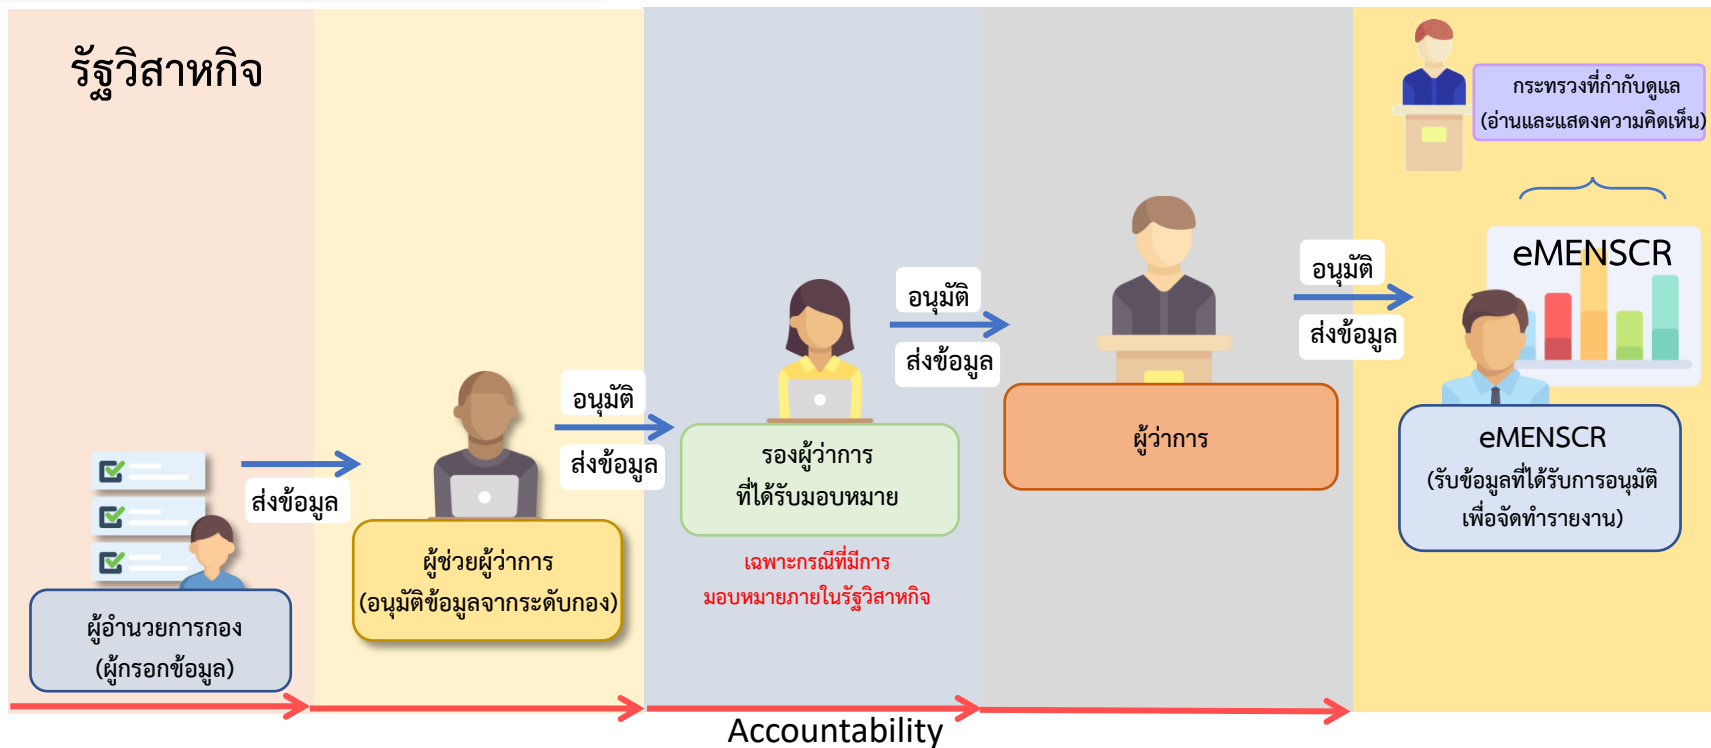 รัฐวิสาหกิจ
ผู้อำนวยการกอง
(ผู้กรอกข้อมูล)
ส่งข้อมูล
ผู้ช่วยผู้ว่าการ
(อนุมัติข้อมูลจากระดับกอง)
อนุมัติ
ส่งข้อมูล
รองผู้ว่าการ
ที่ได้รับมอบหมาย
เฉพาะกรณีที่มีการ
มอบหมายภายในรัฐวิสาหกิจ
อนุมัติ
ส่งข้อมูล
ผู้ว่าการ
อนุมัติ
ส่งข้อมูล
กระทรวงที่กำกับดูแล
(อ่านและแสดงความคิดเห็น)
eMENSCR
eMENSCR
(รับข้อมูลที่ได้รับการอนุมัติ
เพื่อจัดทำรายงาน)
Accountability